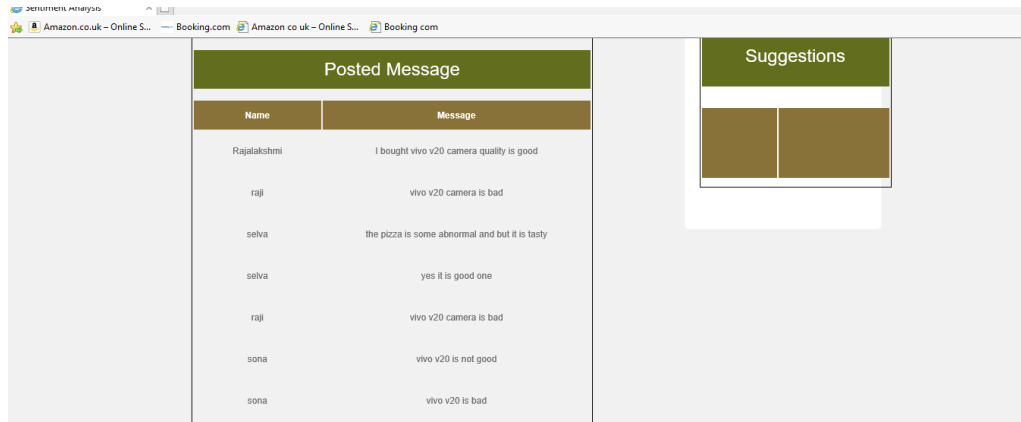 Sentiment Analysis
Amazon.co.uk – Online S... Booking.com Amazon co uk – Online S... Booking com
Posted Message
Suggestions
Name Message
Rajalakshmi I bought vivo v20 camera quality is good
raji vivo v20 camera is bad
selva the pizza is some abnormal and but it is tasty
selva yes it is good one
raji vivo v20 camera is bad
sona vivo v20 is not good
sona vivo v20 is bad